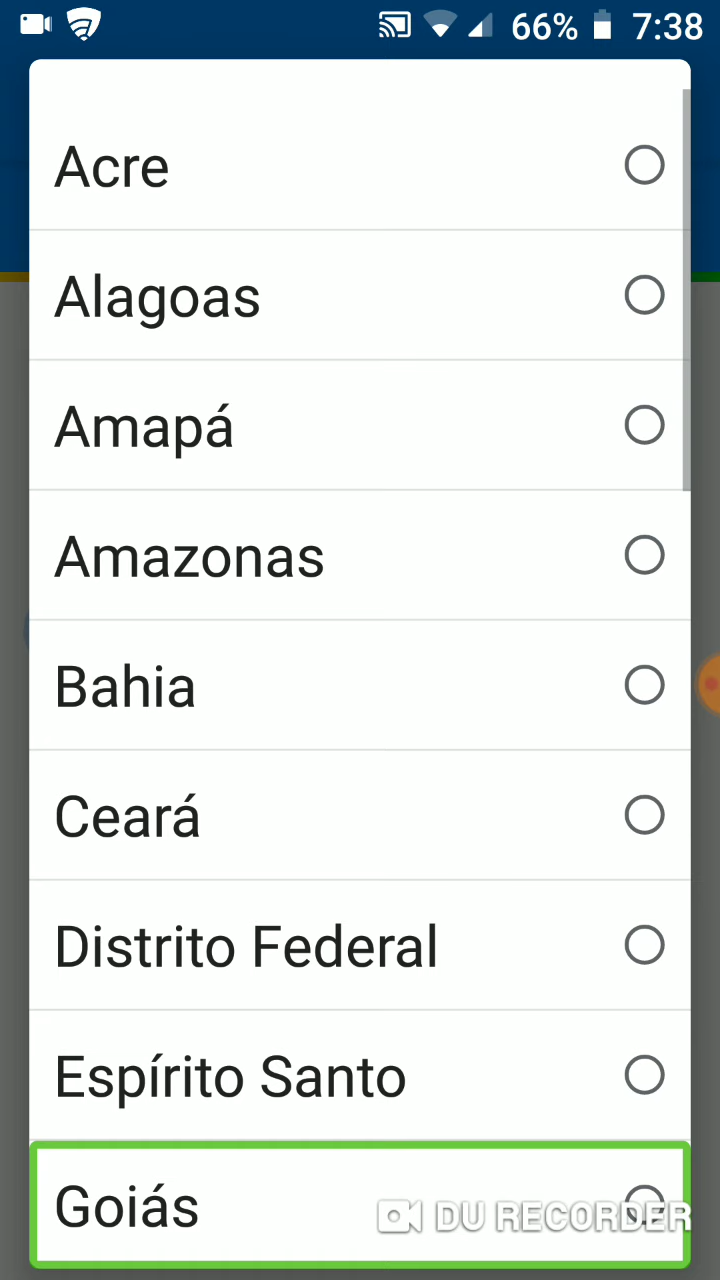 66% 7:38
Acre
Alagoas
Amapá
Amazonas
Bahia
Ceará
Distrito Federal
Espírito Santo
Goiás
DU RECORDER